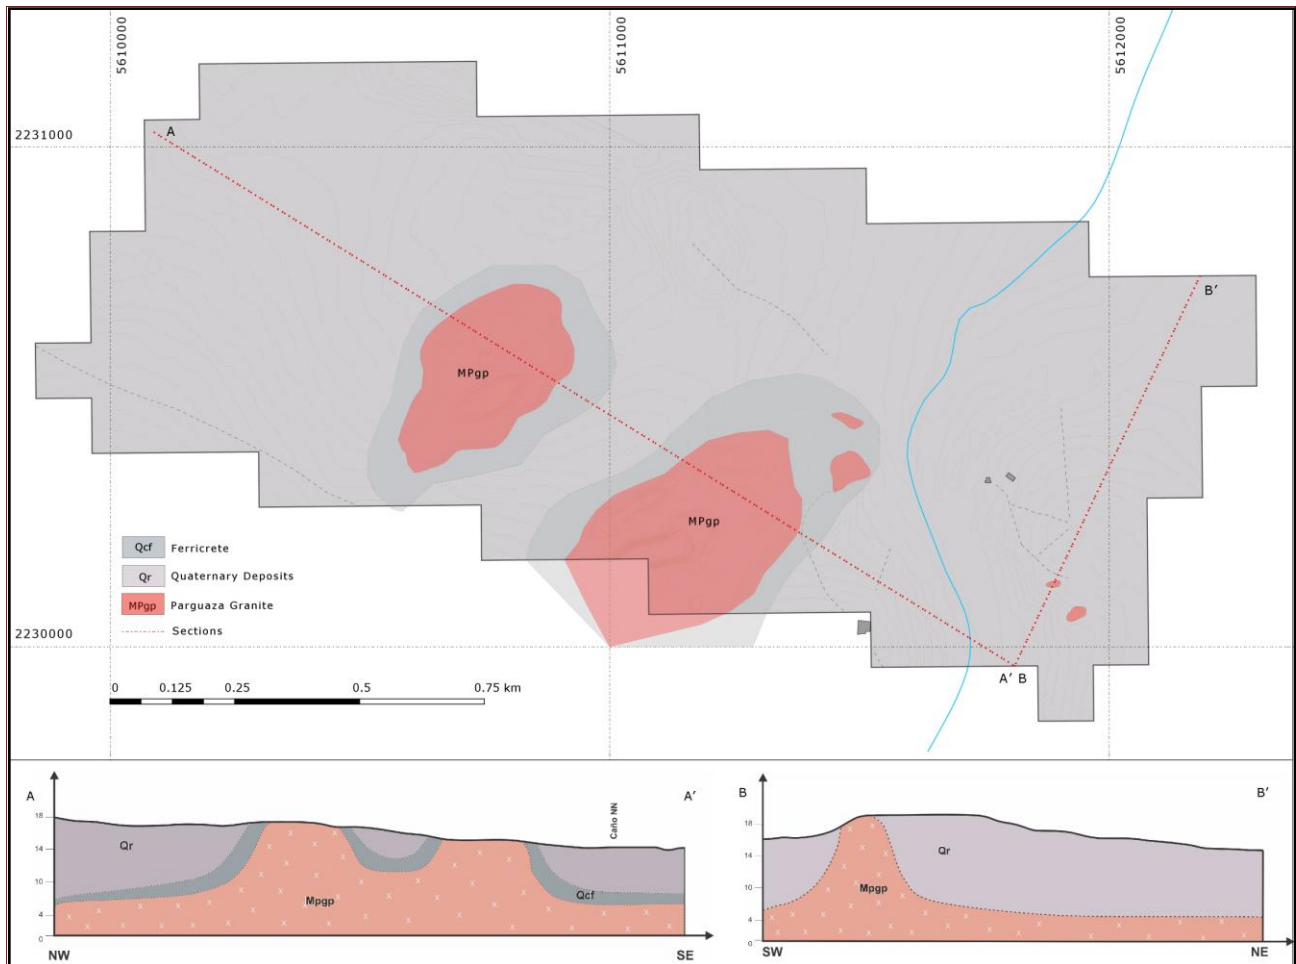 5610000
5611000
5612000
2231000
A
B'
MPgp
MPgp
Qcf Ferricrete
Qr Quaternary Deposits
MPgp Parguaza Granite
Sections
2230000
A' B
0 0.125 0.25 0.5 0.75 km
A
A'
Caño NN
18
14
10
4
0
Qr
Qcf
Mpgp
NW
SE
B
B'
18
14
10
4
0
Qr
Mpgp
SW
NE